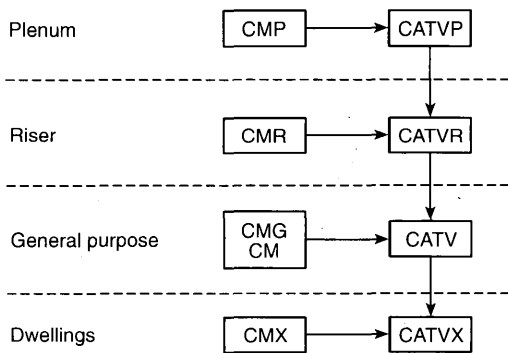 Plenum
CMP
CATVP
Riser
CMR
CATVR
General purpose
CMG
CM
CATV
Dwellings
CMX
CATVX